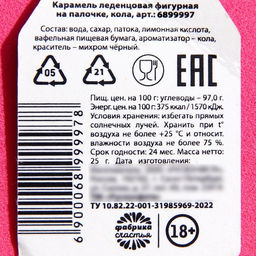 Карамель леденцовая фигурная
на палочке, кола, арт.: 6899997
Состав: вода, сахар, патока, лимонная кислота,
вафельная пищевая бумага, ароматизатор – кола,
краситель – михром чёрный.
05
21
EAC
Пищ. цен. на 100 г: углеводы – 97,0 г.
Энерг.цен. на 100 г: 375 ккал / 1570 кДж.
Условия хранения: избегать прямых
солнечных лучей. Хранить при t°
воздуха не более +25 °C и относит.
влажности воздуха не более 75 %.
Срок годности: 24 мес. Масса нетто:
25 г. Дата изготовления:
ТУ 10.82.22-001-31985969-2022
фабрика
счастья
18+
6900068999978